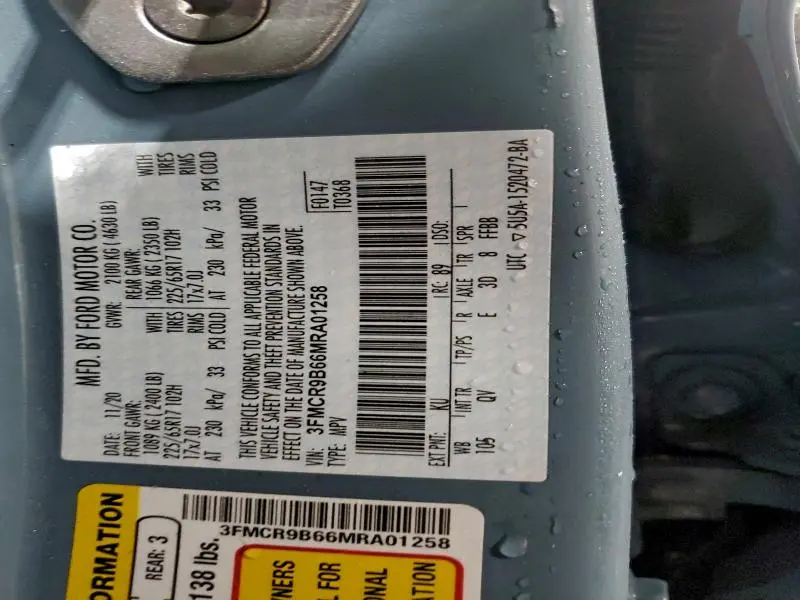 MFD. BY FORD MOTOR CO.
DATE: 11/20 GVWR: 2100 KG (4630 LB)
FRONT GAWR: REAR GAWR:
1089 KG (2400 LB) WITH 1066 KG (2350 LB) WITH
225/65R17 102H TIRES 225/65R17 102H TIRES
17x7.0J RIMS 17x7.0J RIMS
AT 230 kPa/ 33 PSI COLD AT 230 kPa/ 33 PSI COLD
THIS VEHICLE CONFORMS TO ALL APPLICABLE FEDERAL MOTOR
VEHICLE SAFETY AND THEFT PREVENTION STANDARDS IN
EFFECT ON THE DATE OF MANUFACTURE SHOWN ABOVE.
VIN: 3FMCR9B66MRA01258
TYPE: MPV
F0147
T0368
EXT PNT: KU RC: 89 DSO:
WB INT TR TP/PS R AXLE TR SPR
105 QV E 3D 8 FFBB
UTC ▽ 5U5A-1520472-BA
3FMCR9B66MRA01258
REAR: 3
138 lbs.